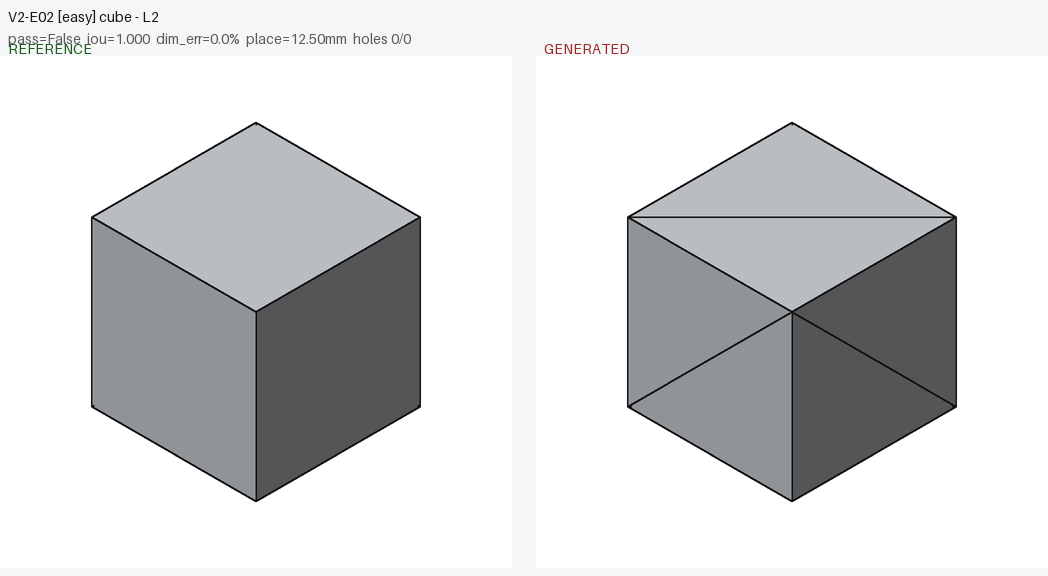 V2-E02 [easy] cube - L2
pass=False iou=1.000 dim_err=0.0% place=12.50mm holes 0/0
REFERENCE
GENERATED